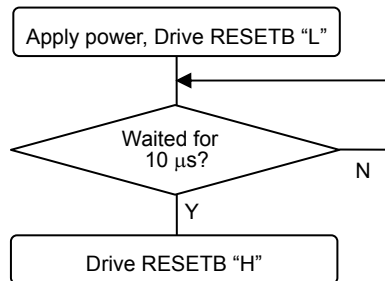 Apply power, Drive RESETB “L”
Waited for
10 μs?
N
Y
Drive RESETB “H”